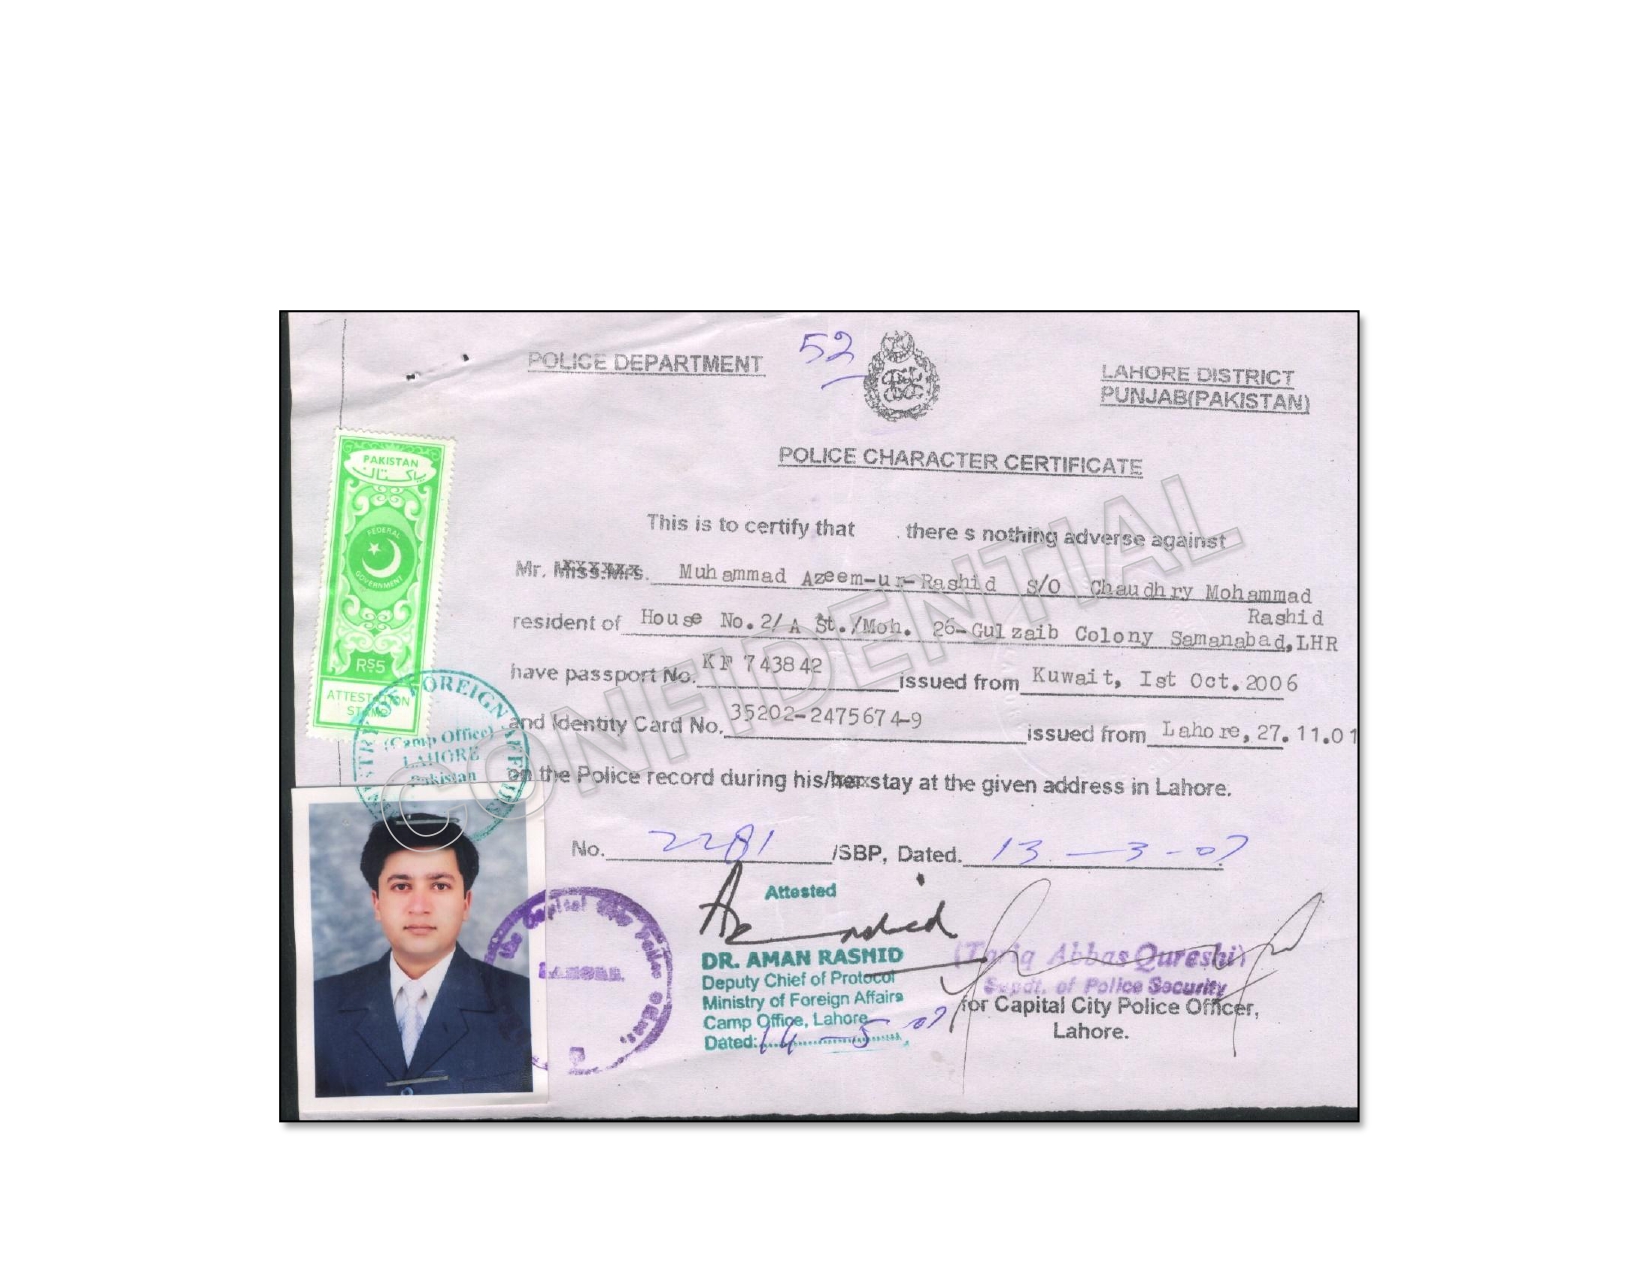 52
POLICE DEPARTMENT
LAHORE DISTRICT
PUNJAB(PAKISTAN)
POLICE CHARACTER CERTIFICATE
This is to certify that there s nothing adverse against
Mr. Miss.Mrs. Muhammad Azeem-ur-Rashid S/O Chaudhry Mohammad
Rashid
resident of House No.2/A St./Moh. 26-Gulzaib Colony Samanabad,LHR
have passport No. KF 743842 issued from Kuwait, Ist Oct.2006
and Identity Card No. 35202-2475674-9 issued from Lahore,27.11.01
on the Police record during his/her stay at the given address in Lahore.
No. 2281 /SBP, Dated. 13-3-07
CONFIDENTIAL
PAKISTAN
پاکستان
FEDERAL
GOVERNMENT
RS5
ATTESTATION
STAMP
MINISTRY OF FOREIGN AFFAIRS
(Camp Office)
LAHORE
Pakistan
Capital City Police
LAHORE.
Attested
DR. AMAN RASHID
Deputy Chief of Protocol
Ministry of Foreign Affairs
Camp Office, Lahore
Dated: 14-5-07
(Tariq Abbas Qureshi)
Supdt. of Police Security
for Capital City Police Officer,
Lahore.